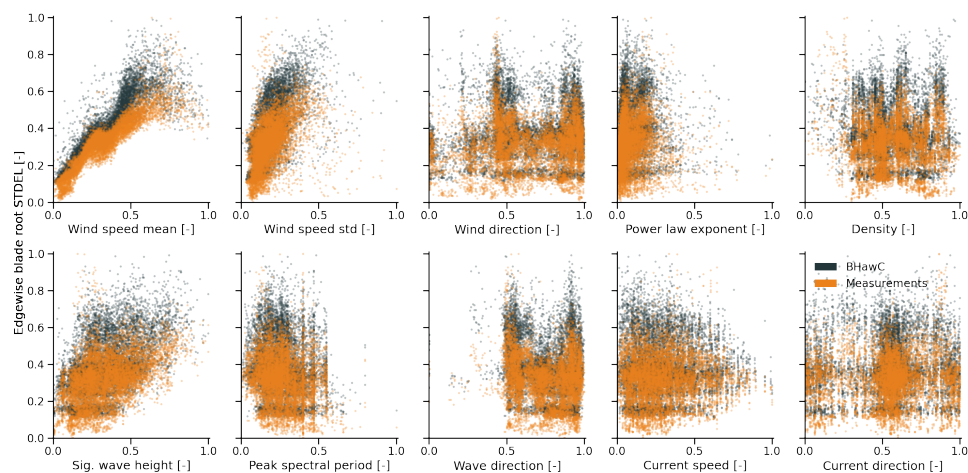 Edgewise blade root STDEL [-]
1.0
0.8
0.6
0.4
0.2
0.0
0.0 0.5 1.0
0.0 0.5 1.0
0.0 0.5 1.0
0.0 0.5 1.0
0.0 0.5 1.0
Wind speed mean [-]
Wind speed std [-]
Wind direction [-]
Power law exponent [-]
Density [-]
1.0
0.8
0.6
0.4
0.2
0.0
BHawC
Measurements
0.0 0.5 1.0
0.0 0.5 1.0
0.0 0.5 1.0
0.0 0.5 1.0
0.0 0.5 1.0
Sig. wave height [-]
Peak spectral period [-]
Wave direction [-]
Current speed [-]
Current direction [-]